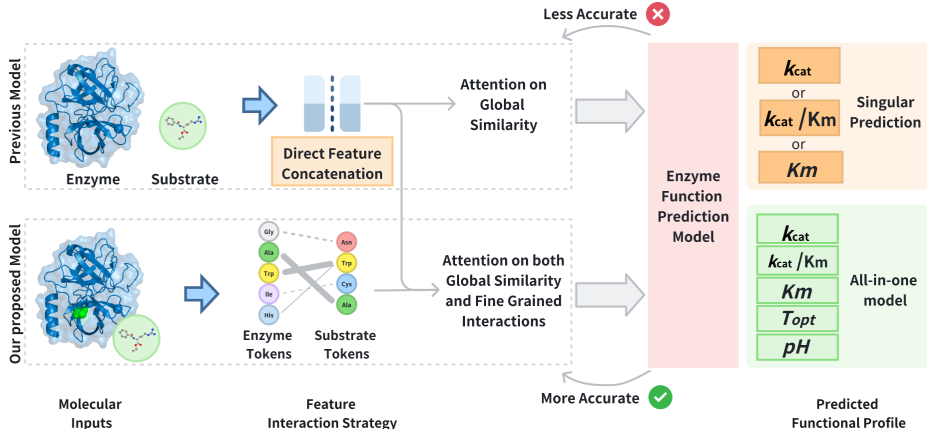 Less Accurate
Previous Model
Enzyme
Substrate
Direct Feature
Concatenation
Attention on
Global
Similarity
Enzyme
Function
Prediction
Model
kcat
or
kcat /Km
or
Km
Singular
Prediction
Our proposed Model
Gly
Ala
Trp
Ile
His
Asn
Trp
Cys
Ala
Enzyme
Tokens
Substrate
Tokens
Attention on both
Global Similarity
and Fine Grained
Interactions
kcat
kcat /Km
Km
Topt
pH
All-in-one
model
More Accurate
Molecular
Inputs
Feature
Interaction Strategy
Predicted
Functional Profile